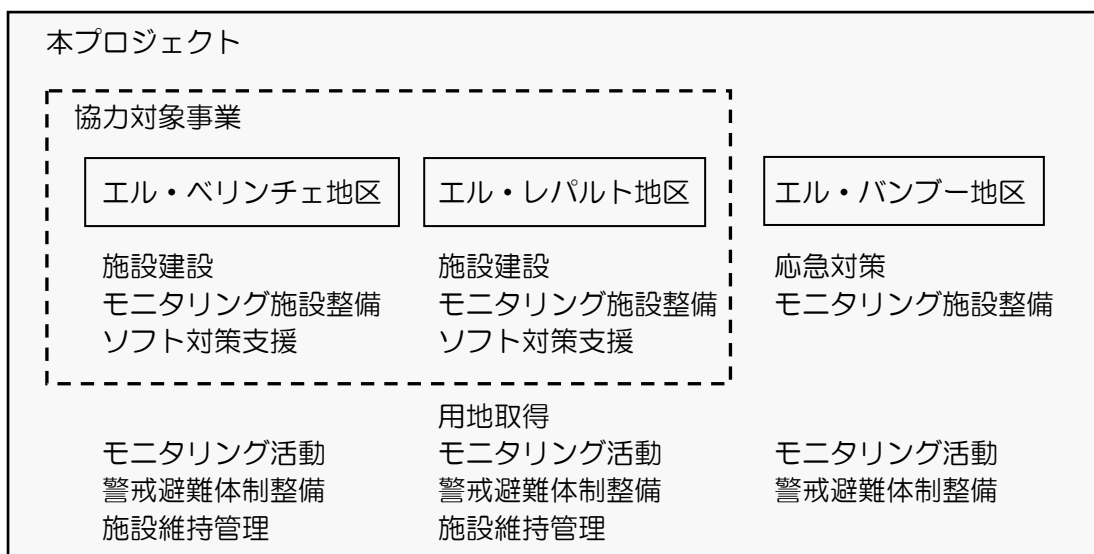 本プロジェクト
協力対象事業
エル・ベリンチェ地区
エル・レパルト地区
エル・バンブー地区
施設建設
モニタリング施設整備
ソフト対策支援
施設建設
モニタリング施設整備
ソフト対策支援
応急対策
モニタリング施設整備
モニタリング活動
警戒避難体制整備
施設維持管理
用地取得
モニタリング活動
警戒避難体制整備
施設維持管理
モニタリング活動
警戒避難体制整備